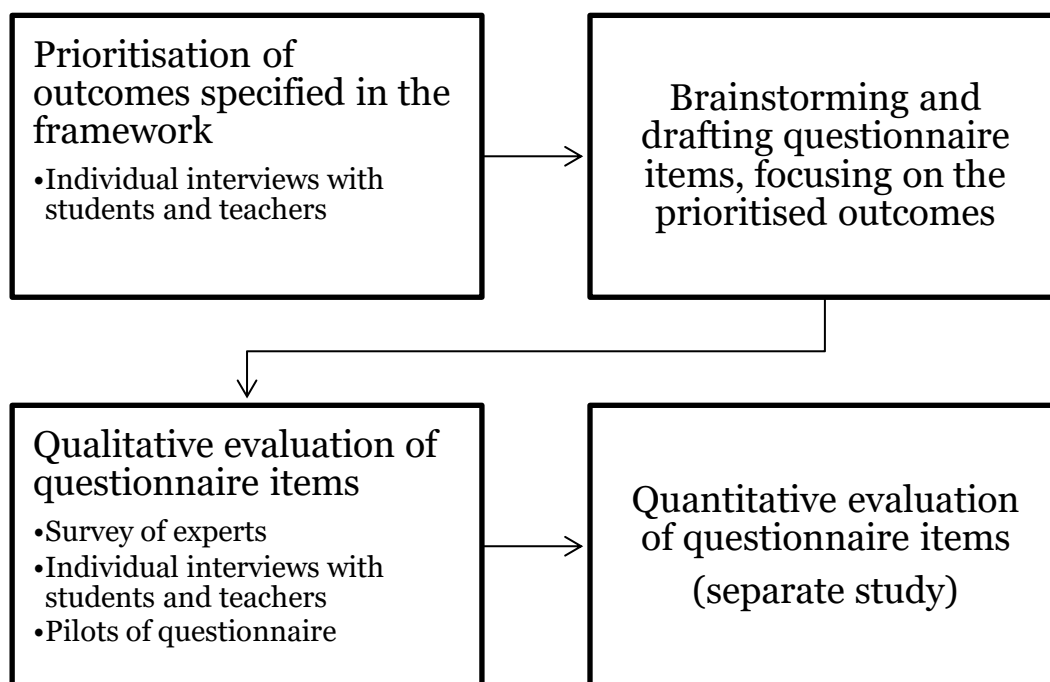 Prioritisation of
outcomes specified in the
framework
•Individual interviews with
students and teachers
Brainstorming and
drafting questionnaire
items, focusing on the
prioritised outcomes
Qualitative evaluation of
questionnaire items
•Survey of experts
•Individual interviews with
students and teachers
•Pilots of questionnaire
Quantitative evaluation
of questionnaire items
(separate study)